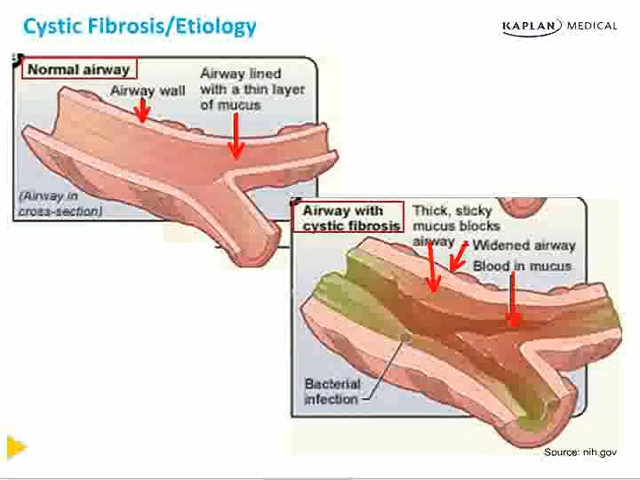 Cystic Fibrosis/Etiology
KAPLAN MEDICAL
Normal airway
Airway wall
Airway lined
with a thin layer
of mucus
(Airway in
cross-section)
Airway with
cystic fibrosis
Thick, sticky
mucus blocks
airway
Widened airway
Blood in mucus
Bacterial
infection
Source: nih.gov